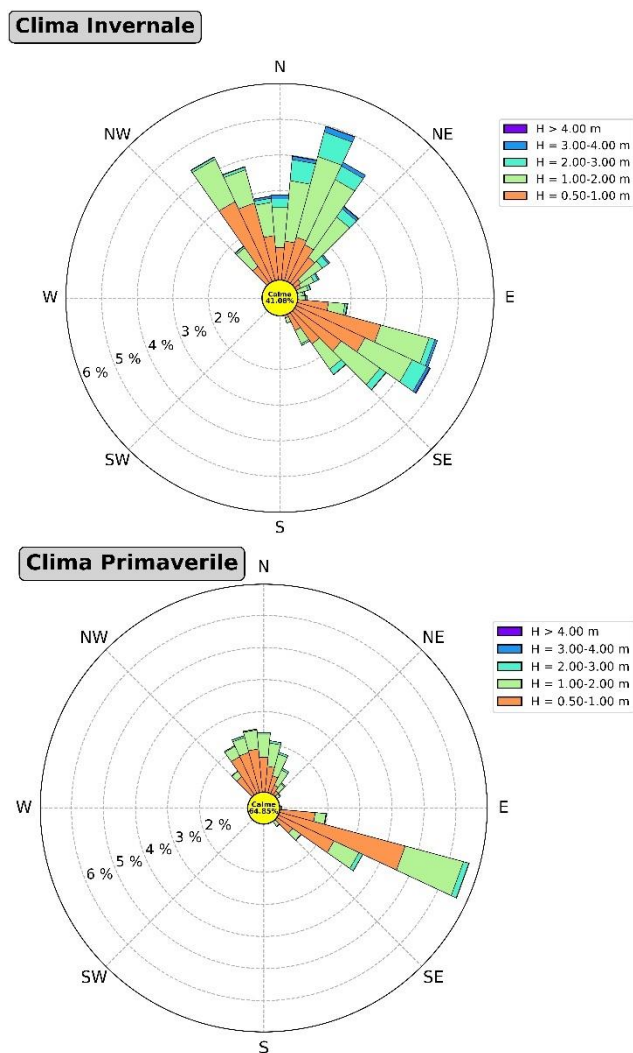 Clima Invernale
N
NW
NE
H > 4.00 m
H = 3.00-4.00 m
H = 2.00-3.00 m
H = 1.00-2.00 m
H = 0.50-1.00 m
W
Calme
41.08%
E
2 %
3 %
4 %
5 %
6 %
SW
SE
S
Clima Primaverile
N
NW
NE
H > 4.00 m
H = 3.00-4.00 m
H = 2.00-3.00 m
H = 1.00-2.00 m
H = 0.50-1.00 m
W
Calme
64.85%
E
2 %
3 %
4 %
5 %
6 %
SW
SE
S